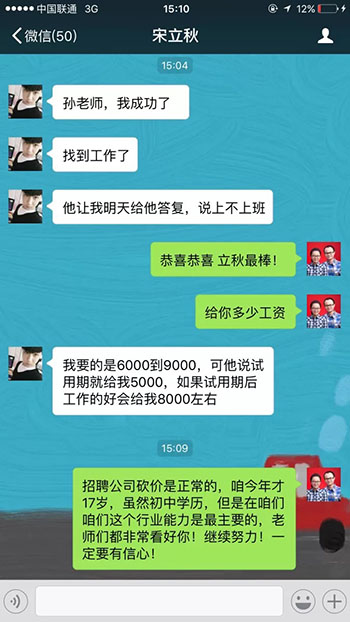 中国联通 3G 15:10 12%
微信(50) 宋立秋
15:04
孙老师，我成功了
找到工作了
他让我明天给他答复，说上不上班
恭喜恭喜 立秋最棒！
给你多少工资
我要的是6000到9000，可他说试
用期就给我5000，如果试用期后
工作的好会给我8000左右
15:09
招聘公司砍价是正常的，咱今年才
17岁，虽然初中学历，但是在咱们
咱们这个行业能力是最主要的，老
师们都非常看好你！继续努力！一
定要有信心！